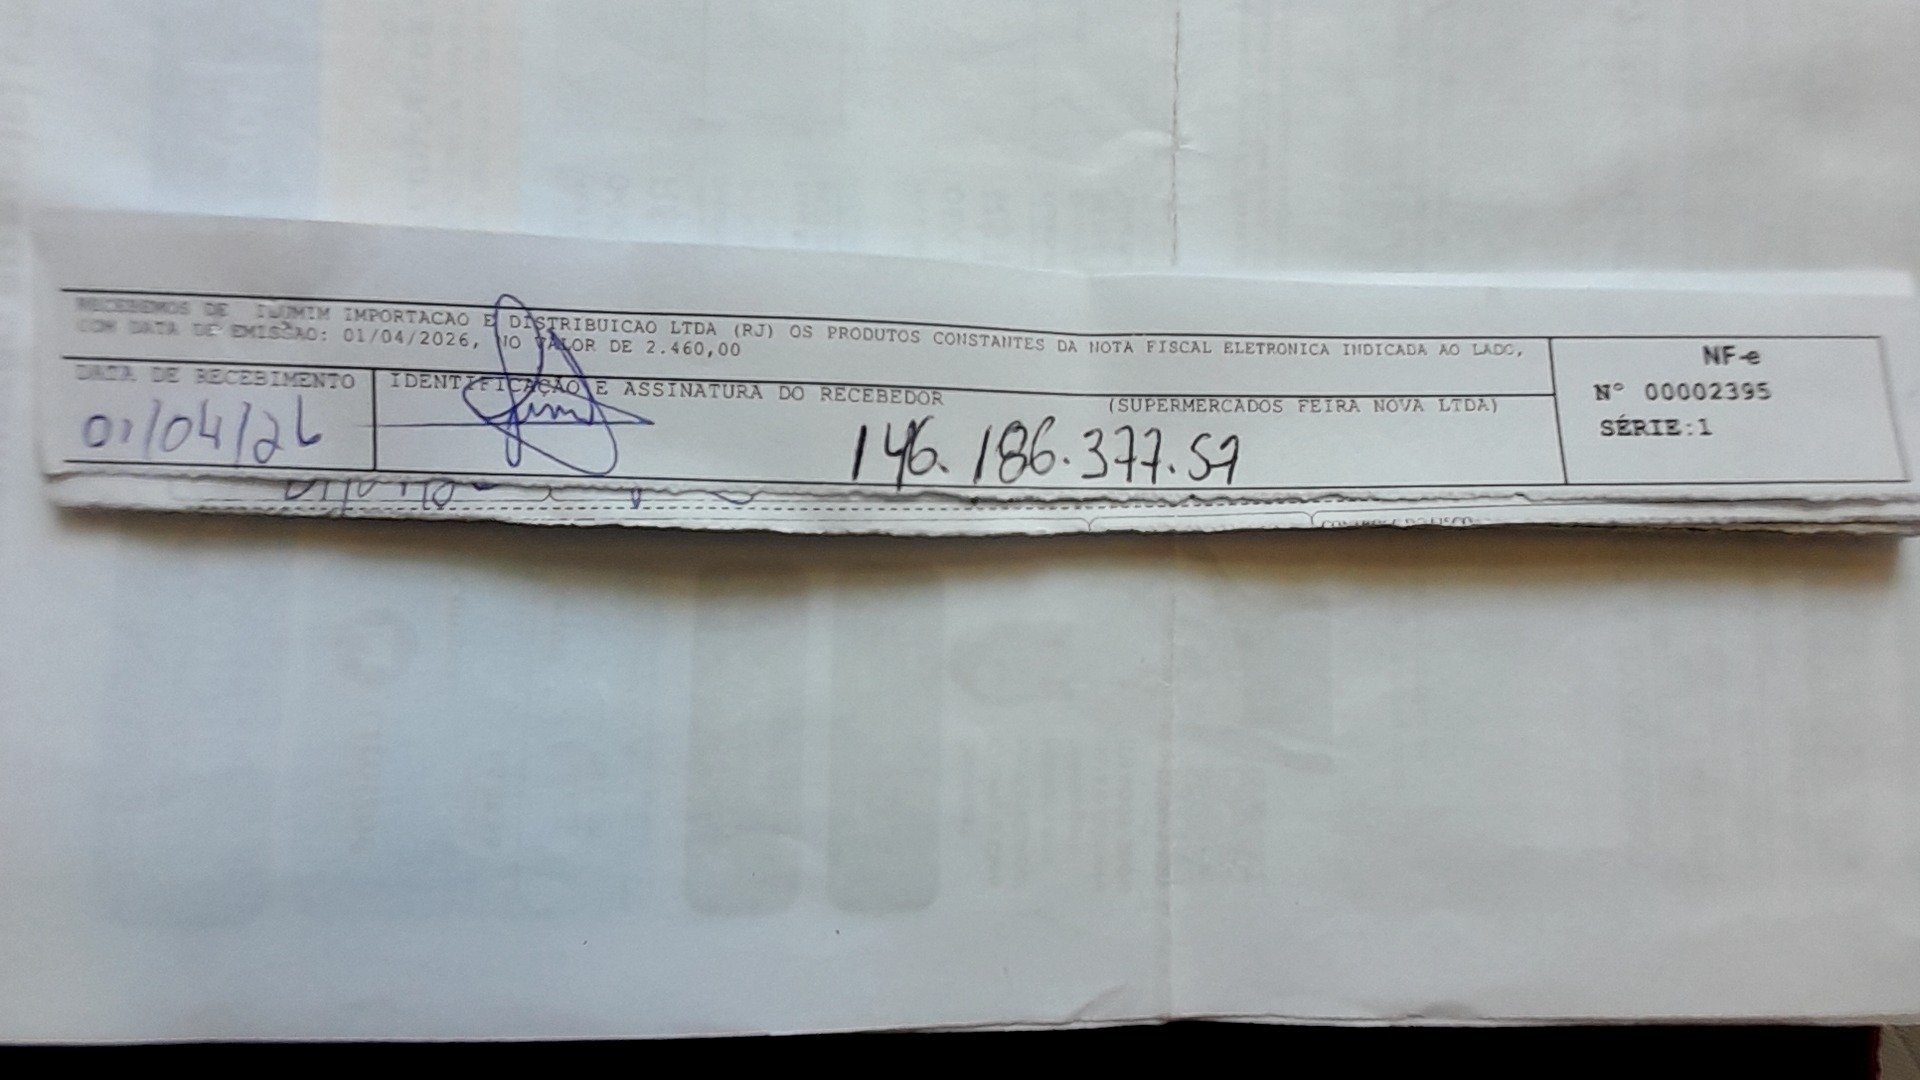 RECEBEMOS DE IJUMIM IMPORTACAO E DISTRIBUICAO LTDA (RJ) OS PRODUTOS CONSTANTES DA NOTA FISCAL ELETRONICA INDICADA AO LADO,
COM DATA DE EMISSÃO: 01/04/2026, NO VALOR DE 2.460,00
NF-e
Nº 00002395
SÉRIE:1
DATA DE RECEBIMENTO
01/04/26
IDENTIFICAÇÃO E ASSINATURA DO RECEBEDOR
(SUPERMERCADOS FEIRA NOVA LTDA)
146.186.377.57